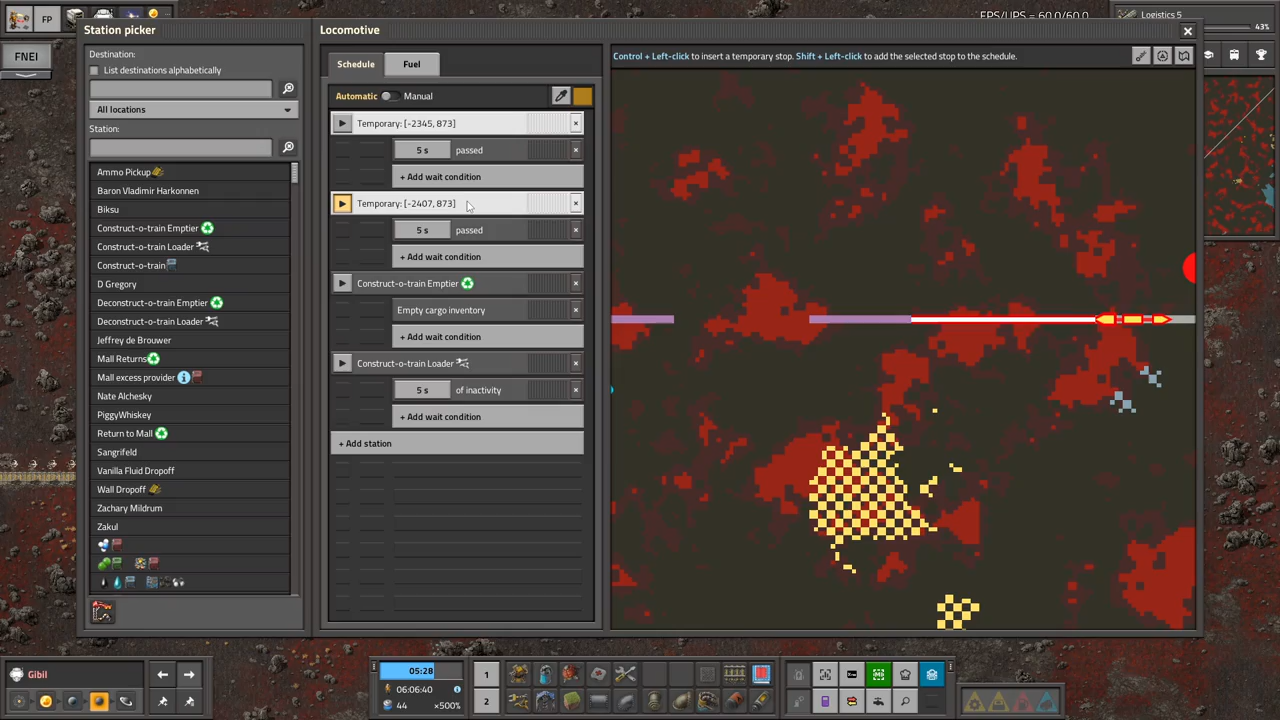 FP
FNEI
Station picker
Destination:
List destinations alphabetically
All locations
Station:
Ammo Pickup
Baron Vladimir Harkonnen
Biksu
Construct-o-train Emptier
Construct-o-train Loader
Construct-o-train
D Gregory
Deconstruct-o-train Emptier
Deconstruct-o-train Loader
Jeffrey de Brouwer
Mall Returns
Mall excess provider
Nate Alchesky
PiggyWhiskey
Return to Mall
Sangrifeld
Vanilla Fluid Dropoff
Wall Dropoff
Zachary Mildrum
Zakul
Locomotive
Schedule
Fuel
Automatic
Manual
Temporary: [-2345, 873]
5 s passed
+ Add wait condition
Temporary: [-2407, 873]
5 s passed
+ Add wait condition
Construct-o-train Emptier
Empty cargo inventory
+ Add wait condition
Construct-o-train Loader
5 s of inactivity
+ Add wait condition
+ Add station
FPS/UPS = 60.0/60.0
Control + Left-click to insert a temporary stop. Shift + Left-click to add the selected stop to the schedule.
Logistics 5
43%
Gibil
05:28
06:06:40
44 ×500%
1
2